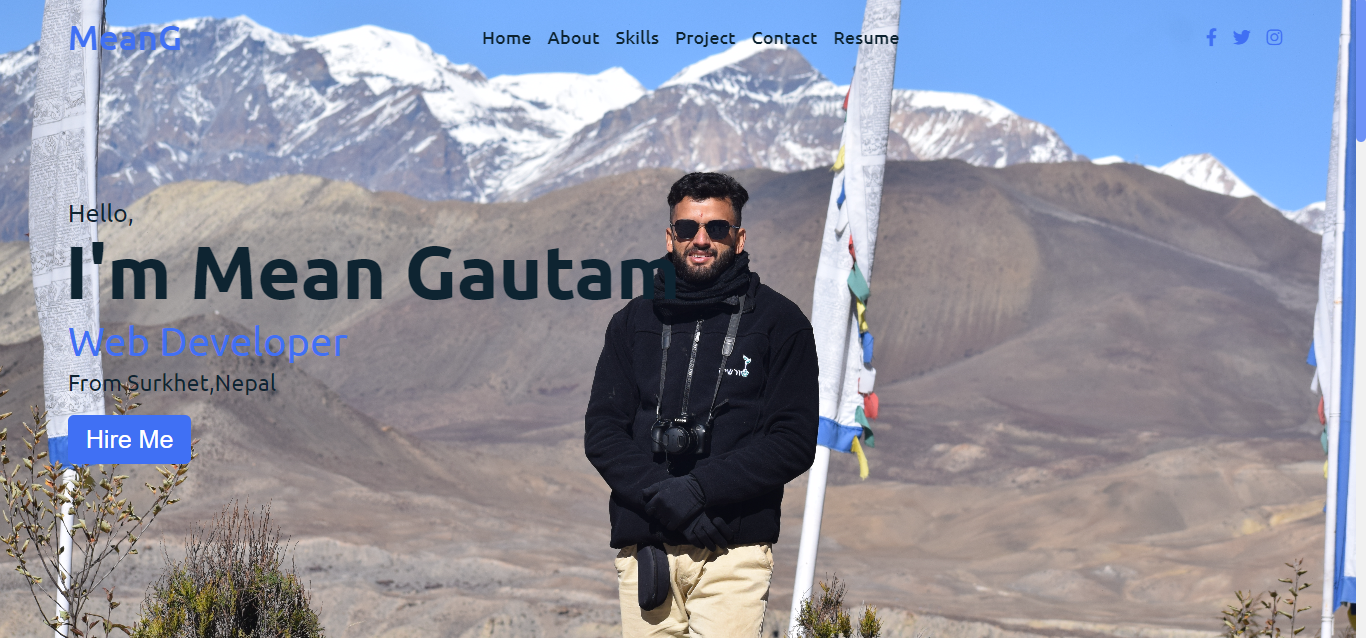 MeanG
Home About Skills Project Contact Resume
Hello,
I'm Mean Gautam
Web Developer
From Surkhet,Nepal
Hire Me